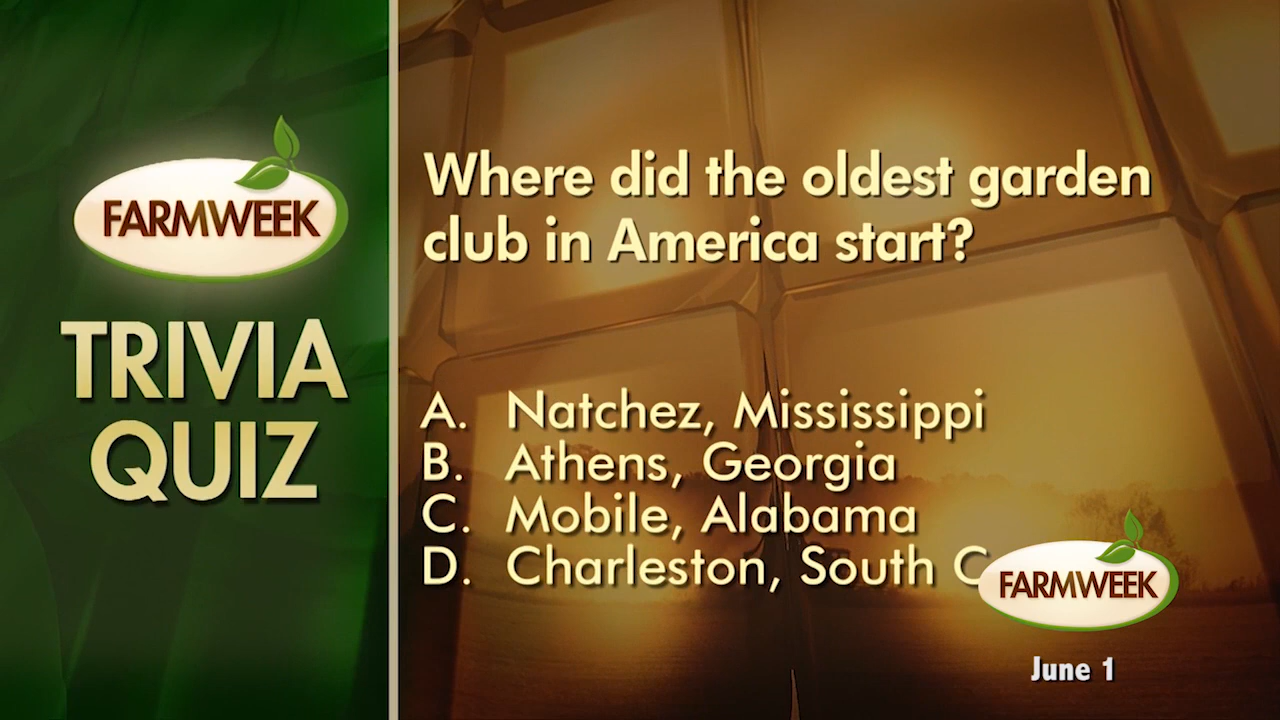 FARMWEEK
TRIVIA
QUIZ
Where did the oldest garden
club in America start?
A. Natchez, Mississippi
B. Athens, Georgia
C. Mobile, Alabama
D. Charleston, South C
FARMWEEK
June 1